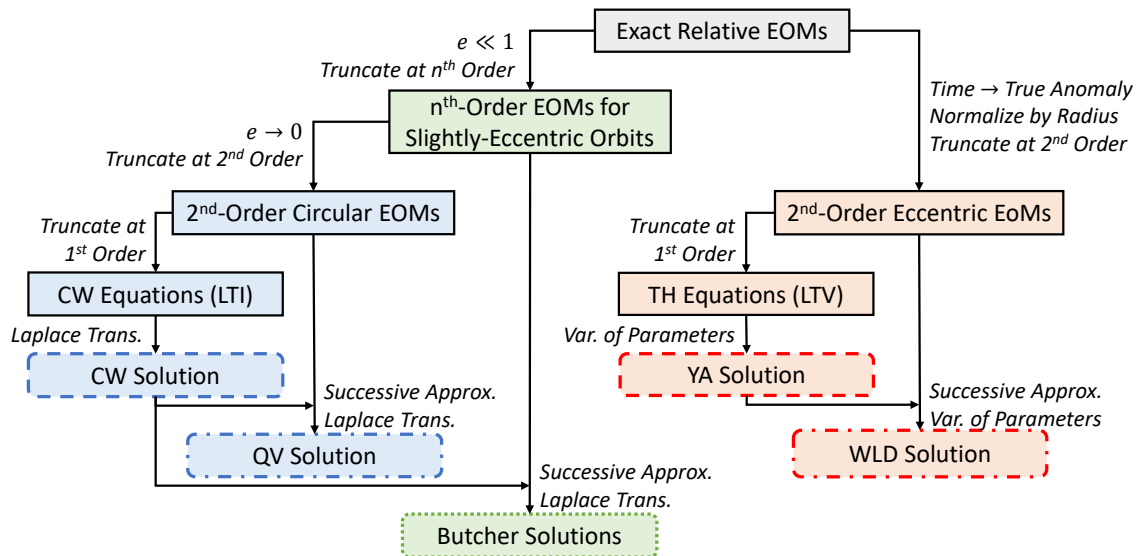 Exact Relative EOMs
e ≪ 1
Truncate at nth Order
nth-Order EOMs for
Slightly-Eccentric Orbits
Time → True Anomaly
Normalize by Radius
Truncate at 2nd Order
e → 0
Truncate at 2nd Order
2nd-Order Circular EOMs
2nd-Order Eccentric EoMs
Truncate at
1st Order
Truncate at
1st Order
CW Equations (LTI)
TH Equations (LTV)
Laplace Trans.
Var. of Parameters
CW Solution
YA Solution
Successive Approx.
Laplace Trans.
Successive Approx.
Var. of Parameters
QV Solution
WLD Solution
Successive Approx.
Laplace Trans.
Butcher Solutions